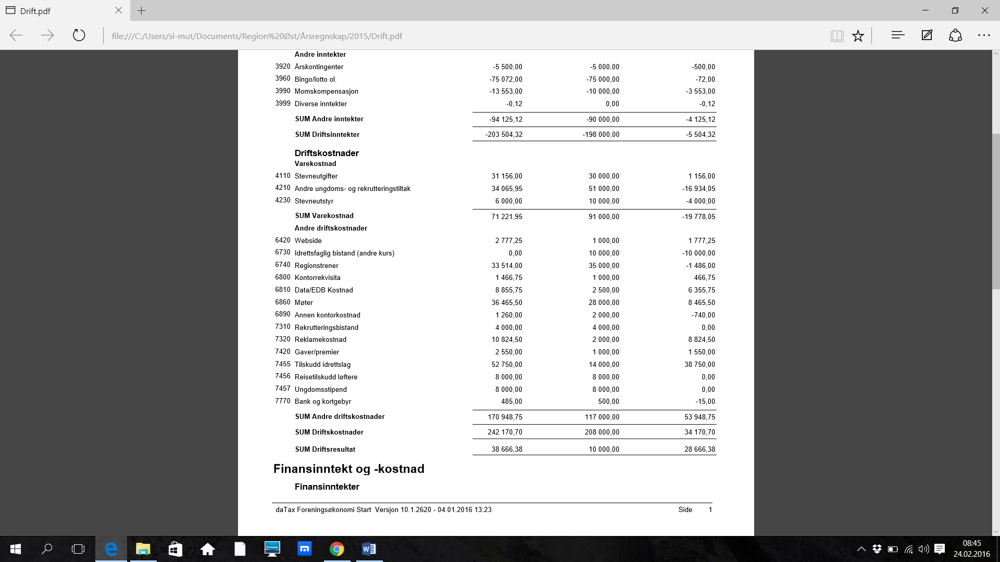 Drift.pdf
file:///C:/Users/si-mut/Documents/Region%20Øst/Årsregnskap/2015/Drift.pdf
Andre inntekter
3920 Årskontingenter -5 500,00 -5 000,00 -500,00
3960 Bingo/lotto ol. -75 072,00 -75 000,00 -72,00
3990 Momskompensasjon -13 553,00 -10 000,00 -3 553,00
3999 Diverse inntekter -0,12 0,00 -0,12
SUM Andre inntekter -94 125,12 -90 000,00 -4 125,12
SUM Driftsinntekter -203 504,32 -198 000,00 -5 504,32
Driftskostnader
Varekostnad
4110 Stevneutgifter 31 156,00 30 000,00 1 156,00
4210 Andre ungdoms- og rekrutteringstiltak 34 065,95 51 000,00 -16 934,05
4230 Stevneutstyr 6 000,00 10 000,00 -4 000,00
SUM Varekostnad 71 221,95 91 000,00 -19 778,05
Andre driftskostnader
6420 Webside 2 777,25 1 000,00 1 777,25
6730 Idrettsfaglig bistand (andre kurs) 0,00 10 000,00 -10 000,00
6740 Regionstrener 33 514,00 35 000,00 -1 486,00
6800 Kontorrekvisita 1 466,75 1 000,00 466,75
6810 Data/EDB Kostnad 8 855,75 2 500,00 6 355,75
6860 Møter 36 465,50 28 000,00 8 465,50
6890 Annen kontorkostnad 1 260,00 2 000,00 -740,00
7310 Rekrutteringsbistand 4 000,00 4 000,00 0,00
7320 Reklamekostnad 10 824,50 2 000,00 8 824,50
7420 Gaver/premier 2 550,00 1 000,00 1 550,00
7455 Tilskudd idrettslag 52 750,00 14 000,00 38 750,00
7456 Reisetilskudd løftere 8 000,00 8 000,00 0,00
7457 Ungdomsstipend 8 000,00 8 000,00 0,00
7770 Bank og kortgebyr 485,00 500,00 -15,00
SUM Andre driftskostnader 170 948,75 117 000,00 53 948,75
SUM Driftskostnader 242 170,70 208 000,00 34 170,70
SUM Driftsresultat 38 666,38 10 000,00 28 666,38
Finansinntekt og -kostnad
Finansinntekter
daTax Foreningsøkonomi Start Versjon 10.1.2620 - 04.01.2016 13:23 Side 1
08:45
24.02.2016